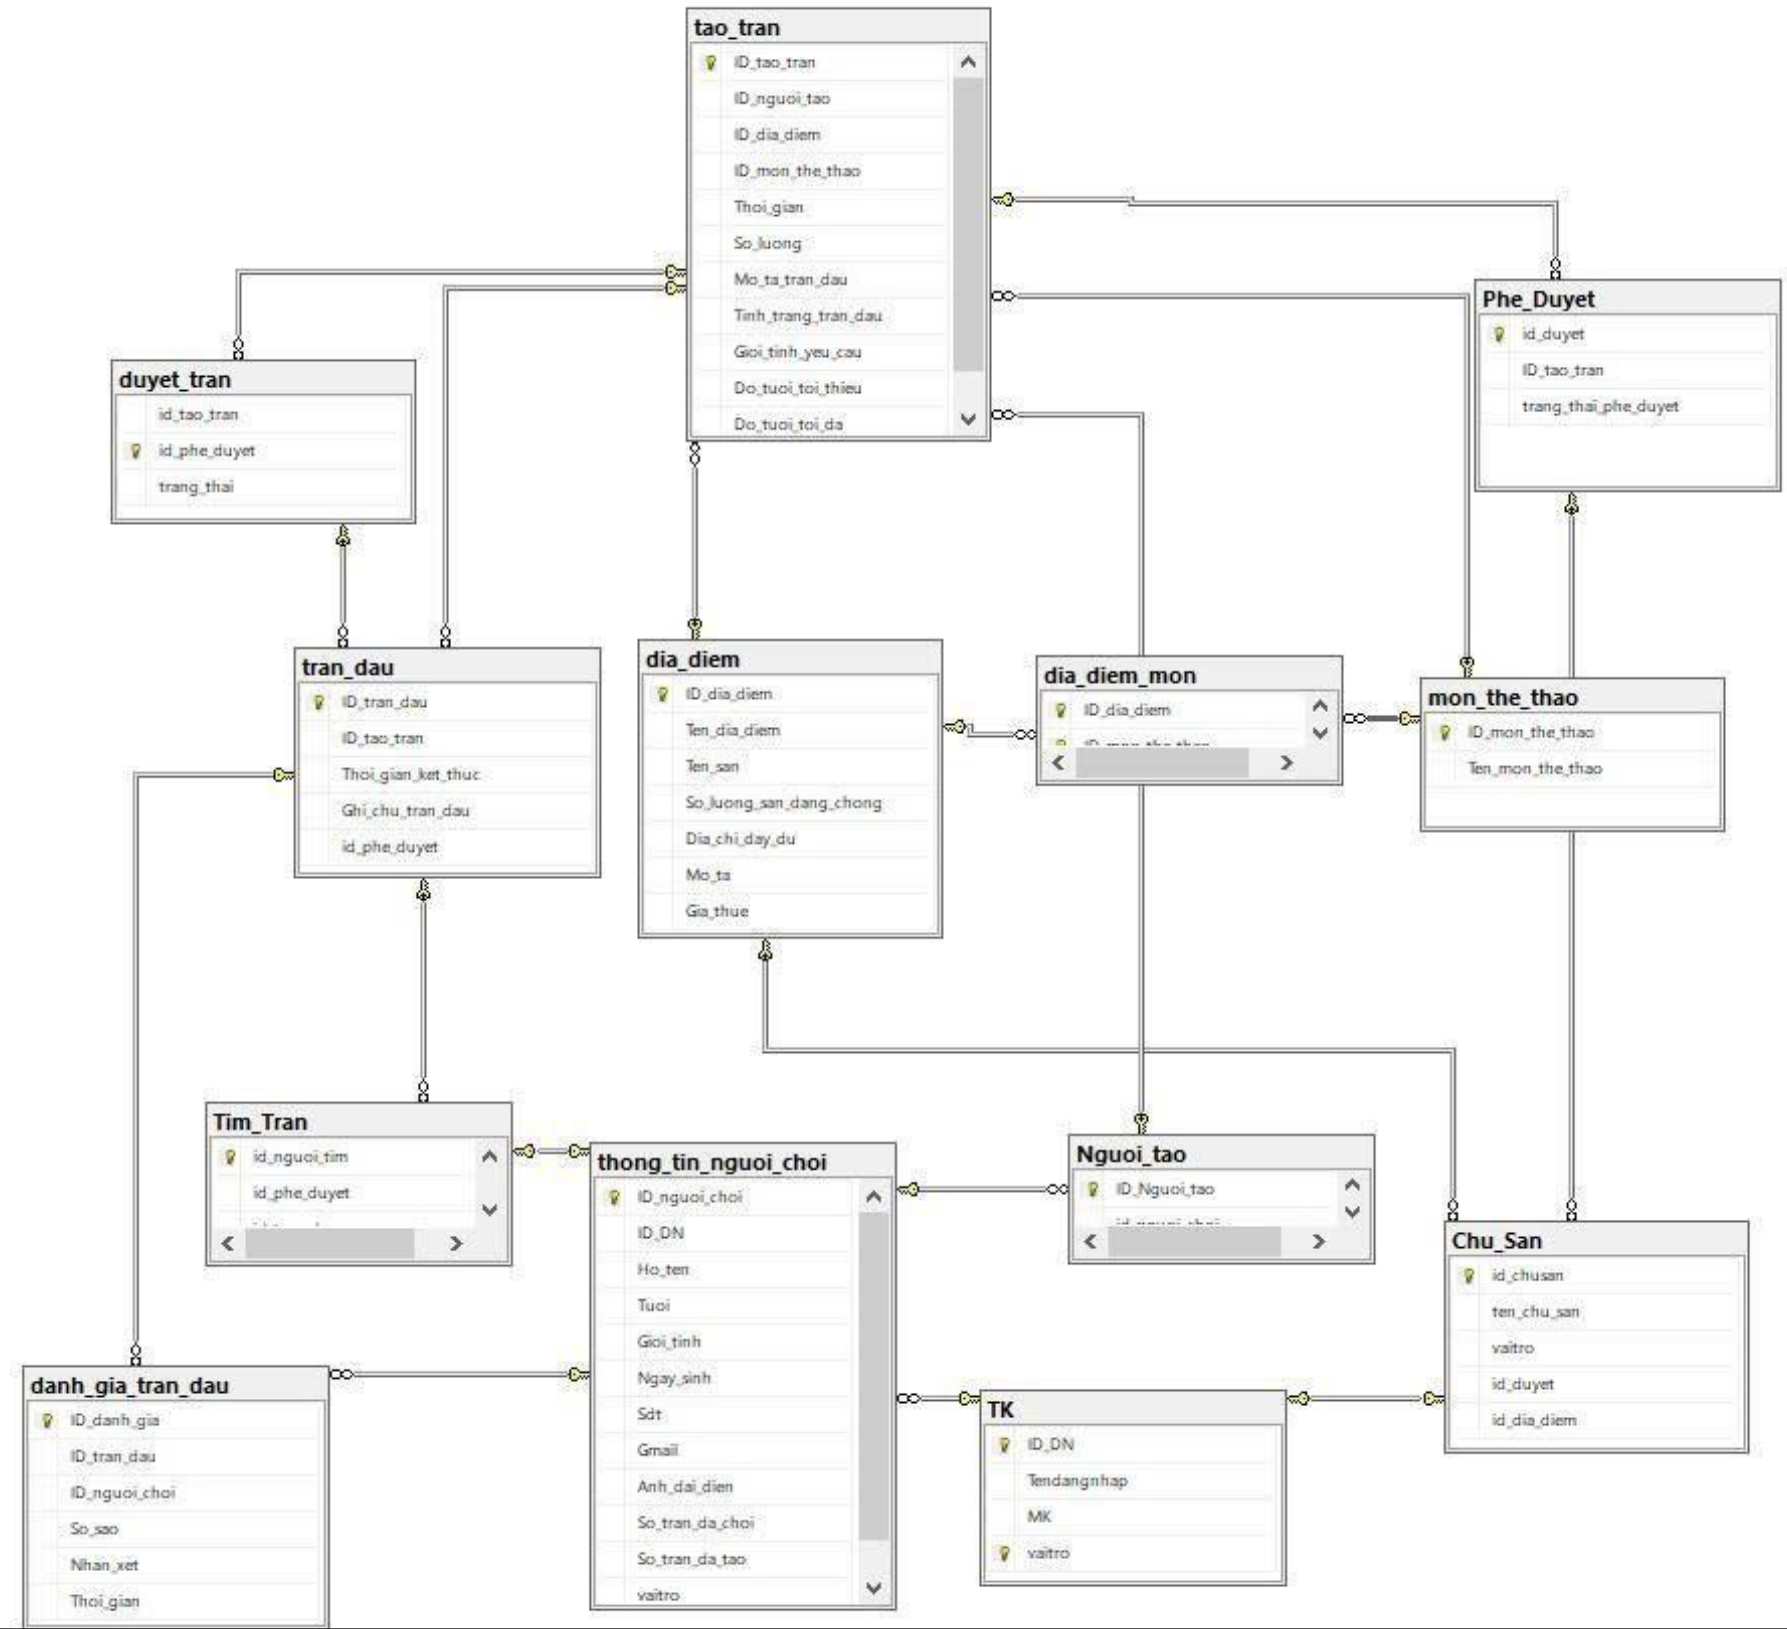 tao_tran
ID_tao_tran
ID_nguoi_tao
ID_dia_diem
ID_mon_the_thao
Thoi_gian
So_luong
Mo_ta_tran_dau
Tinh_trang_tran_dau
Gioi_tinh_yeu_cau
Do_tuoi_toi_thieu
Do_tuoi_toi_da
Phe_Duyet
id_duyet
ID_tao_tran
trang_thai_phe_duyet
duyet_tran
id_tao_tran
id_phe_duyet
trang_thai
tran_dau
ID_tran_dau
ID_tao_tran
Thoi_gian_ket_thuc
Ghi_chu_tran_dau
id_phe_duyet
dia_diem
ID_dia_diem
Ten_dia_diem
Ten_san
So_luong_san_dang_chong
Dia_chi_day_du
Mo_ta
Gia_thue
dia_diem_mon
ID_dia_diem
ID_mon_the_thao
mon_the_thao
ID_mon_the_thao
Ten_mon_the_thao
Tim_Tran
id_nguoi_tim
id_phe_duyet
thong_tin_nguoi_choi
ID_nguoi_choi
ID_DN
Ho_ten
Tuoi
Gioi_tinh
Ngay_sinh
Sdt
Gmail
Anh_dai_dien
So_tran_da_choi
So_tran_da_tao
vaitro
Nguoi_tao
ID_Nguoi_tao
id_nguoi_choi
Chu_San
id_chusan
ten_chu_san
vaitro
id_duyet
id_dia_diem
danh_gia_tran_dau
ID_danh_gia
ID_tran_dau
ID_nguoi_choi
So_sao
Nhan_xet
Thoi_gian
TK
ID_DN
Tendangnhap
MK
vaitro